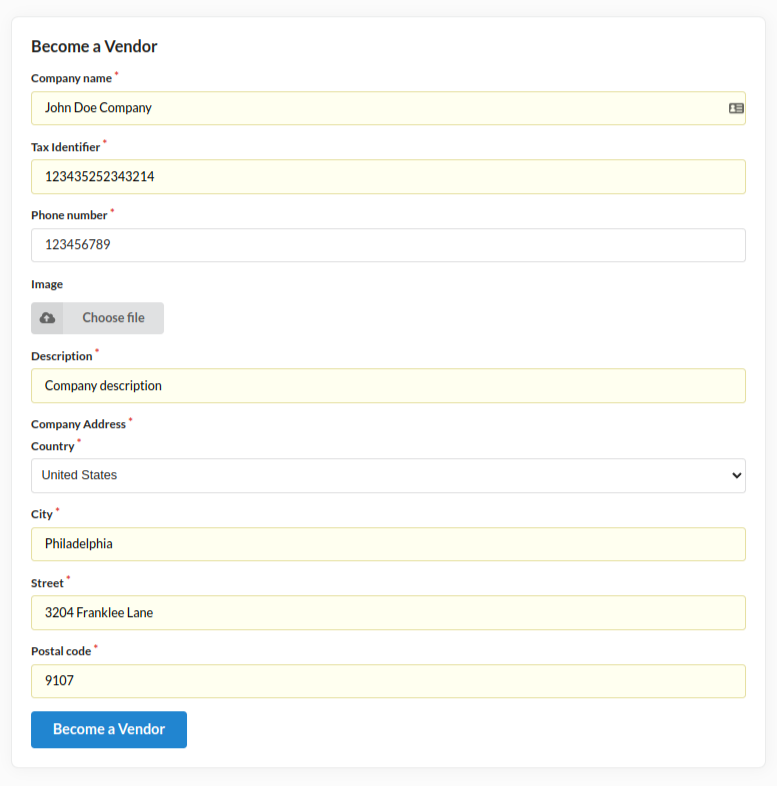 Become a Vendor
Company name *
John Doe Company
Tax Identifier *
123435252343214
Phone number *
123456789
Image
Choose file
Description *
Company description
Company Address *
Country *
United States
City *
Philadelphia
Street *
3204 Franklee Lane
Postal code *
9107
Become a Vendor